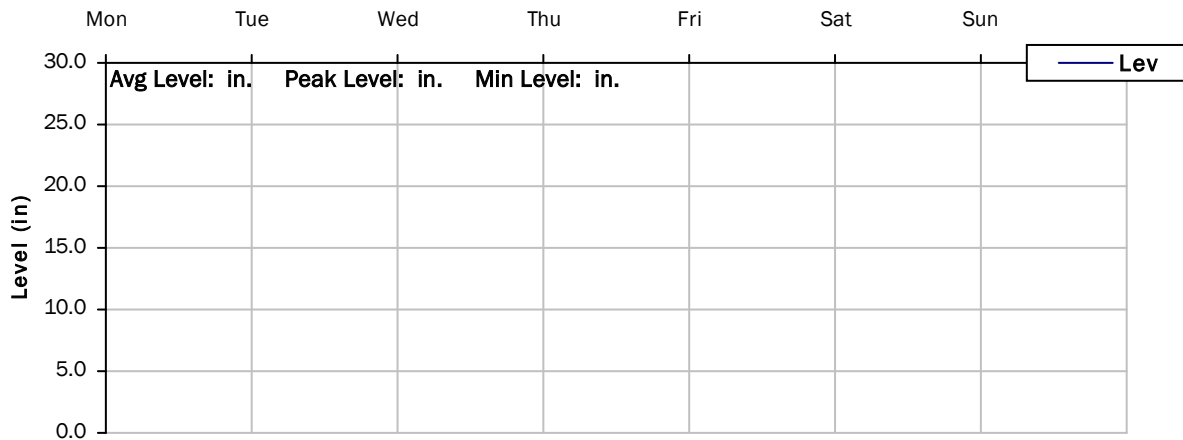 Mon Tue Wed Thu Fri Sat Sun
30.0
Lev
Avg Level: in. Peak Level: in. Min Level: in.
25.0
20.0
15.0
10.0
5.0
0.0
Level (in)